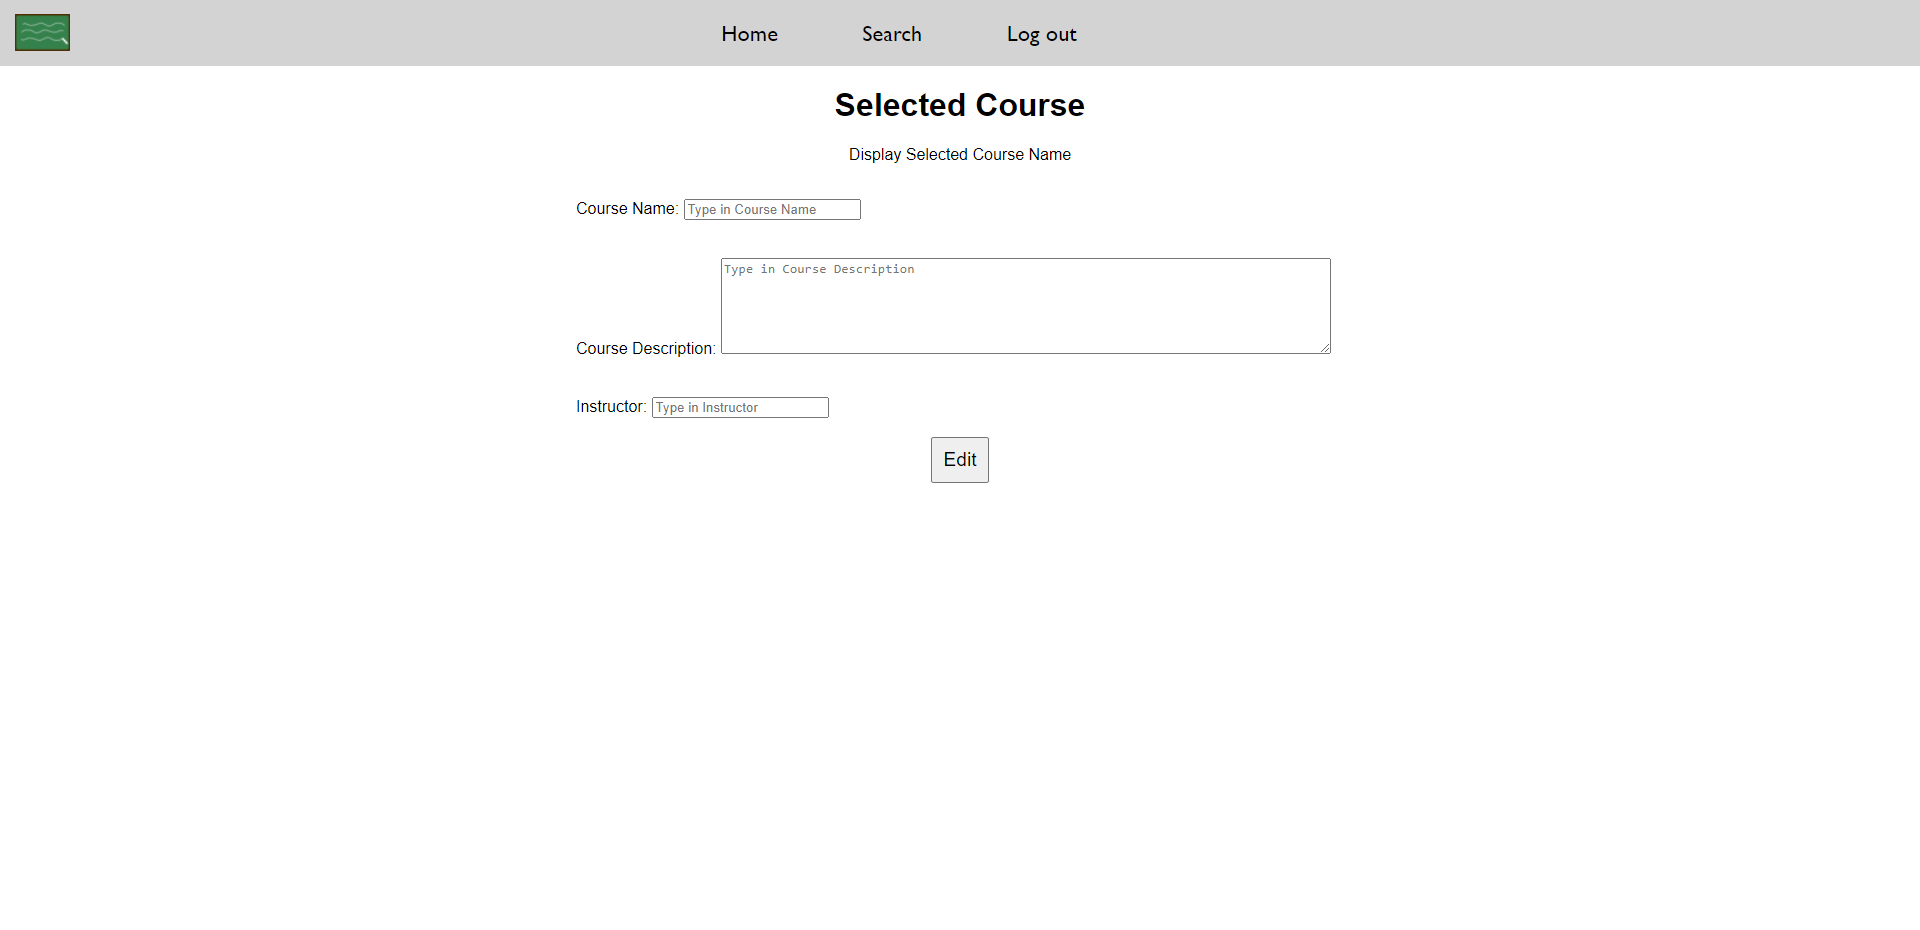 Home Search Log out
Selected Course
Display Selected Course Name
Course Name: Type in Course Name
Type in Course Description
Course Description:
Instructor: Type in Instructor
Edit